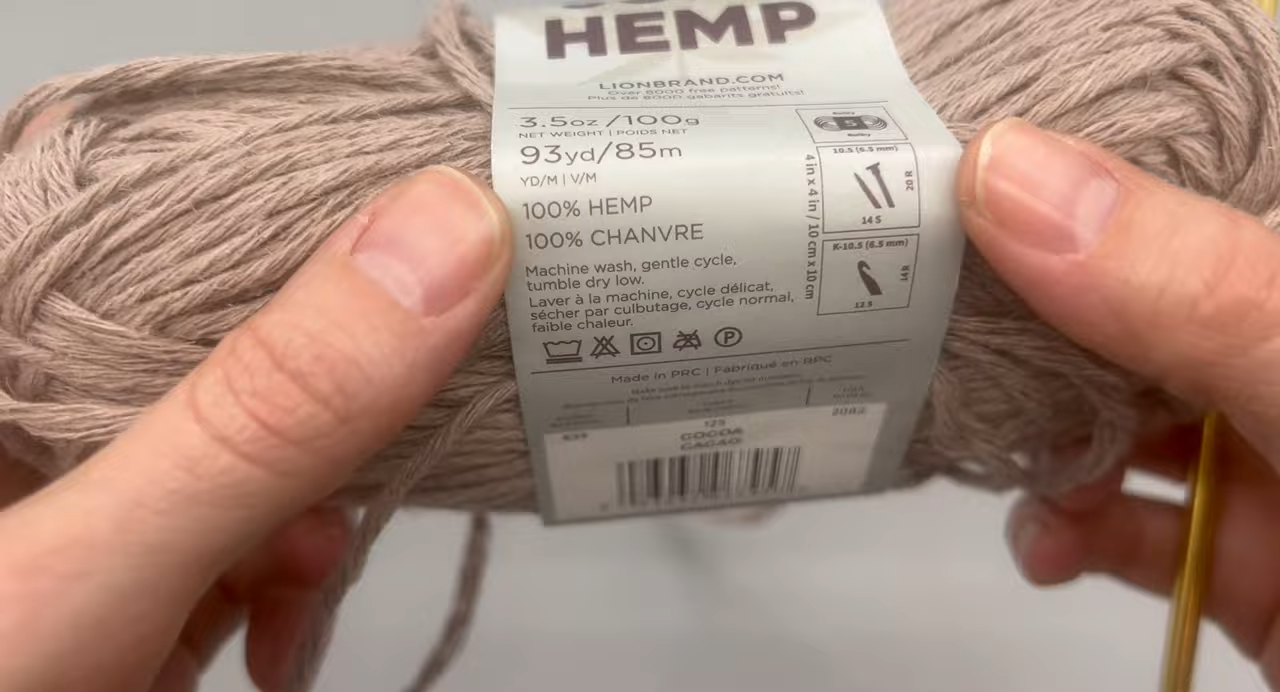 HEMP
LIONBRAND.COM
Over 8000 free patterns!
Plus de 8000 gabarits gratuits!
3.5oz /100g
NET WEIGHT | POIDS NET
93yd/85m
YD/M | V/M
100% HEMP
100% CHANVRE
Machine wash, gentle cycle,
tumble dry low.
Laver à la machine, cycle délicat,
sécher par culbutage, cycle normal,
faible chaleur.
P
Bulky
5
Bulky
4 in x 4 in / 10 cm x 10 cm
10.5 (6.5 mm)
20 R
14 S
K-10.5 (6.5 mm)
14 R
12 S
Made in PRC | Fabriqué en RPC
125
COCOA
CACAO